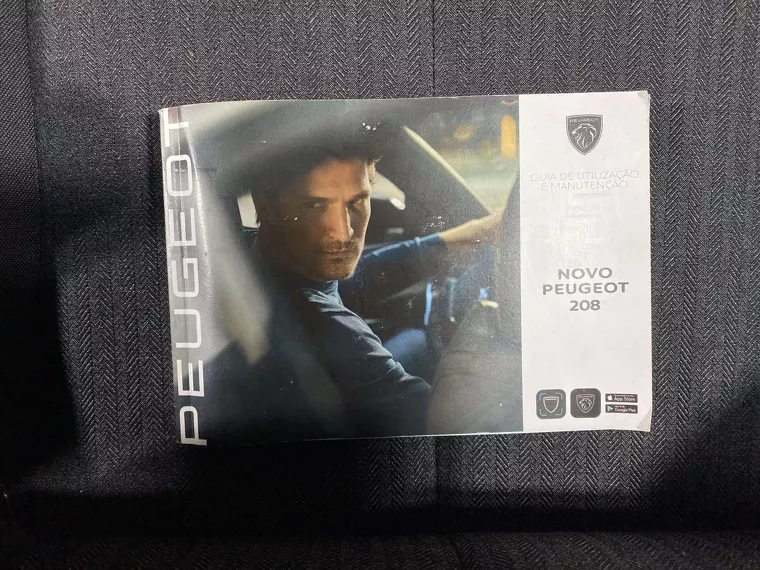 PEUGEOT
PEUGEOT
GUIA DE UTILIZAÇÃO
E MANUTENÇÃO
NOVO
PEUGEOT
208
App Store
Google Play